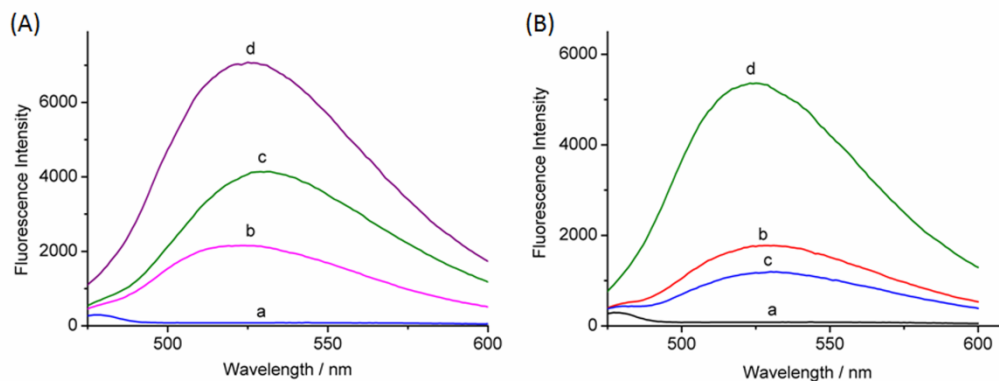 (A)
Fluorescence Intensity
6000
4000
2000
0
d
c
b
a
500
550
600
Wavelength / nm
(B)
Fluorescence Intensity
6000
4000
2000
0
d
b
c
a
500
550
600
Wavelength / nm